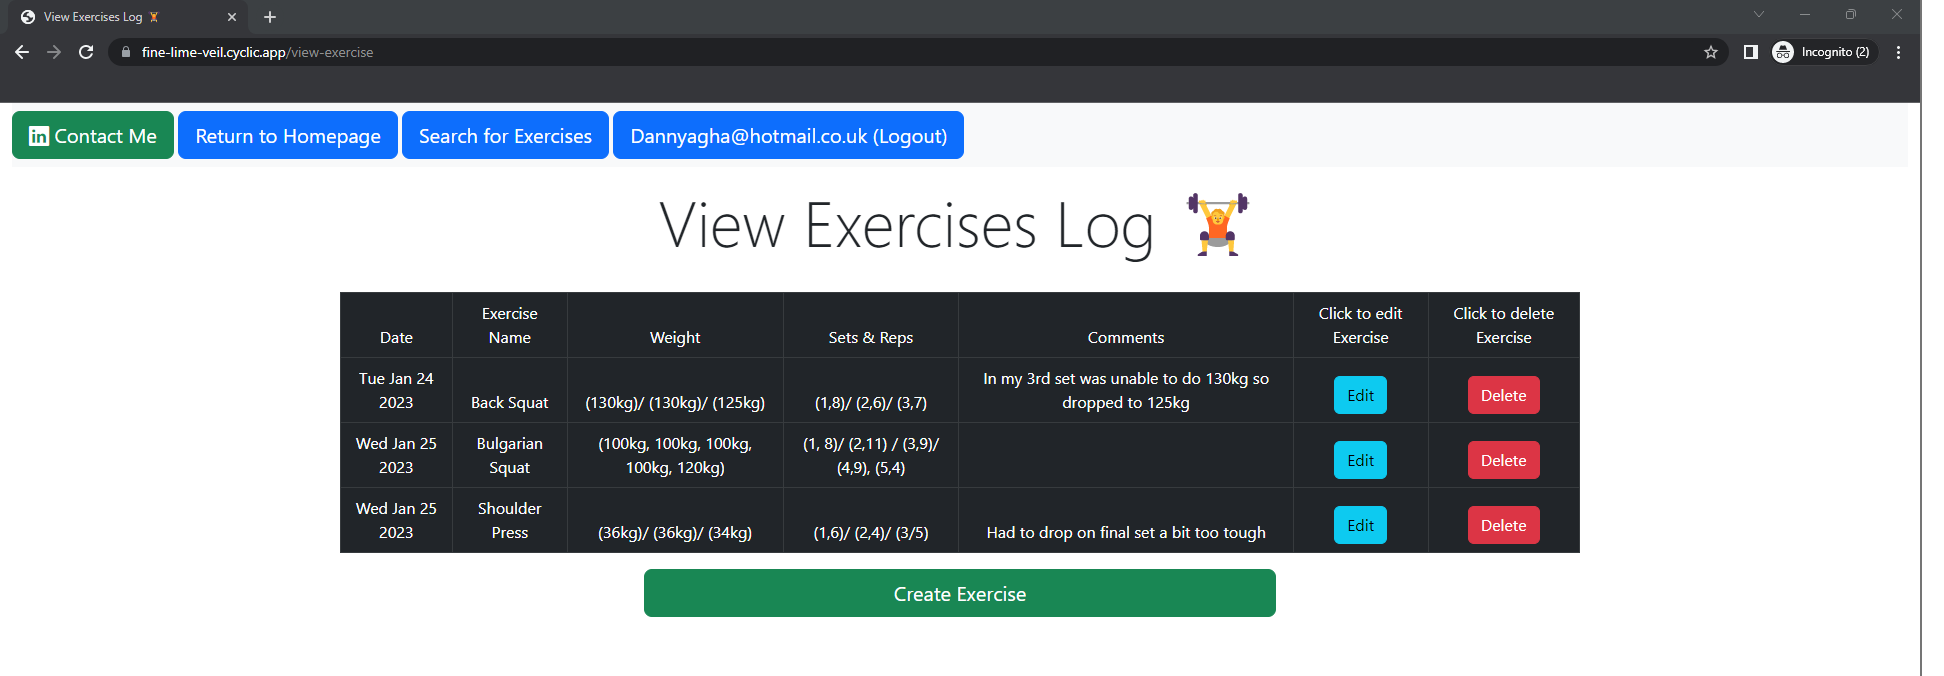 View Exercises Log
fine-lime-veil.cyclic.app/view-exercise
Incognito (2)
in Contact Me
Return to Homepage
Search for Exercises
Dannyagha@hotmail.co.uk (Logout)
View Exercises Log
Date
Exercise
Name
Weight
Sets & Reps
Comments
Click to edit
Exercise
Click to delete
Exercise
Tue Jan 24
2023
Back Squat
(130kg)/ (130kg)/ (125kg)
(1,8)/ (2,6)/ (3,7)
In my 3rd set was unable to do 130kg so
dropped to 125kg
Edit
Delete
Wed Jan 25
2023
Bulgarian
Squat
(100kg, 100kg, 100kg,
100kg, 120kg)
(1, 8)/ (2,11) / (3,9)/
(4,9), (5,4)
Edit
Delete
Wed Jan 25
2023
Shoulder
Press
(36kg)/ (36kg)/ (34kg)
(1,6)/ (2,4)/ (3/5)
Had to drop on final set a bit too tough
Edit
Delete
Create Exercise